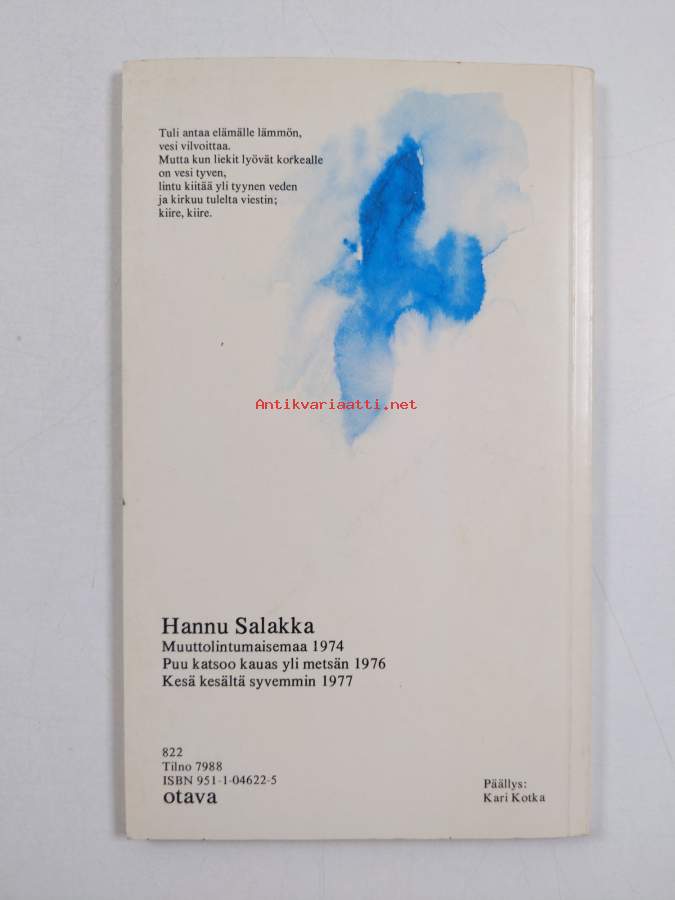 Tuli antaa elämälle lämmön,
vesi vilvoittaa.
Mutta kun liekit lyövät korkealle
on vesi tyven,
lintu kiitää yli tyynen veden
ja kirkuu tulelta viestin;
kiire, kiire.
Antikvariaatti.net
Hannu Salakka
Muuttolintumaisemaa 1974
Puu katsoo kauas yli metsän 1976
Kesä kesältä syvemmin 1977
822
Tilno 7988
ISBN 951-1-04622-5
otava
Päällys:
Kari Kotka